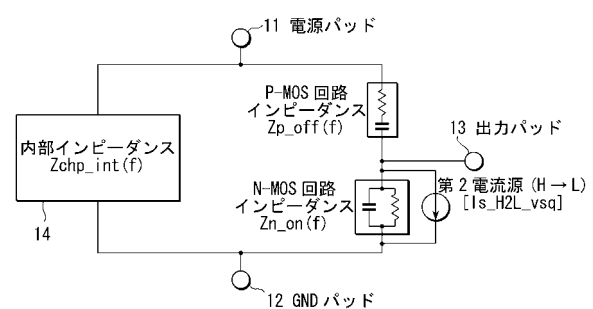 11 電源パッド
P-MOS 回路
インピーダンス
Zp_off(f)
13 出力パッド
内部インピーダンス
Zchp_int(f)
14
N-MOS 回路
インピーダンス
Zn_on(f)
第2電流源 (H→L)
[Is_H2L_vsq]
12 GND パッド